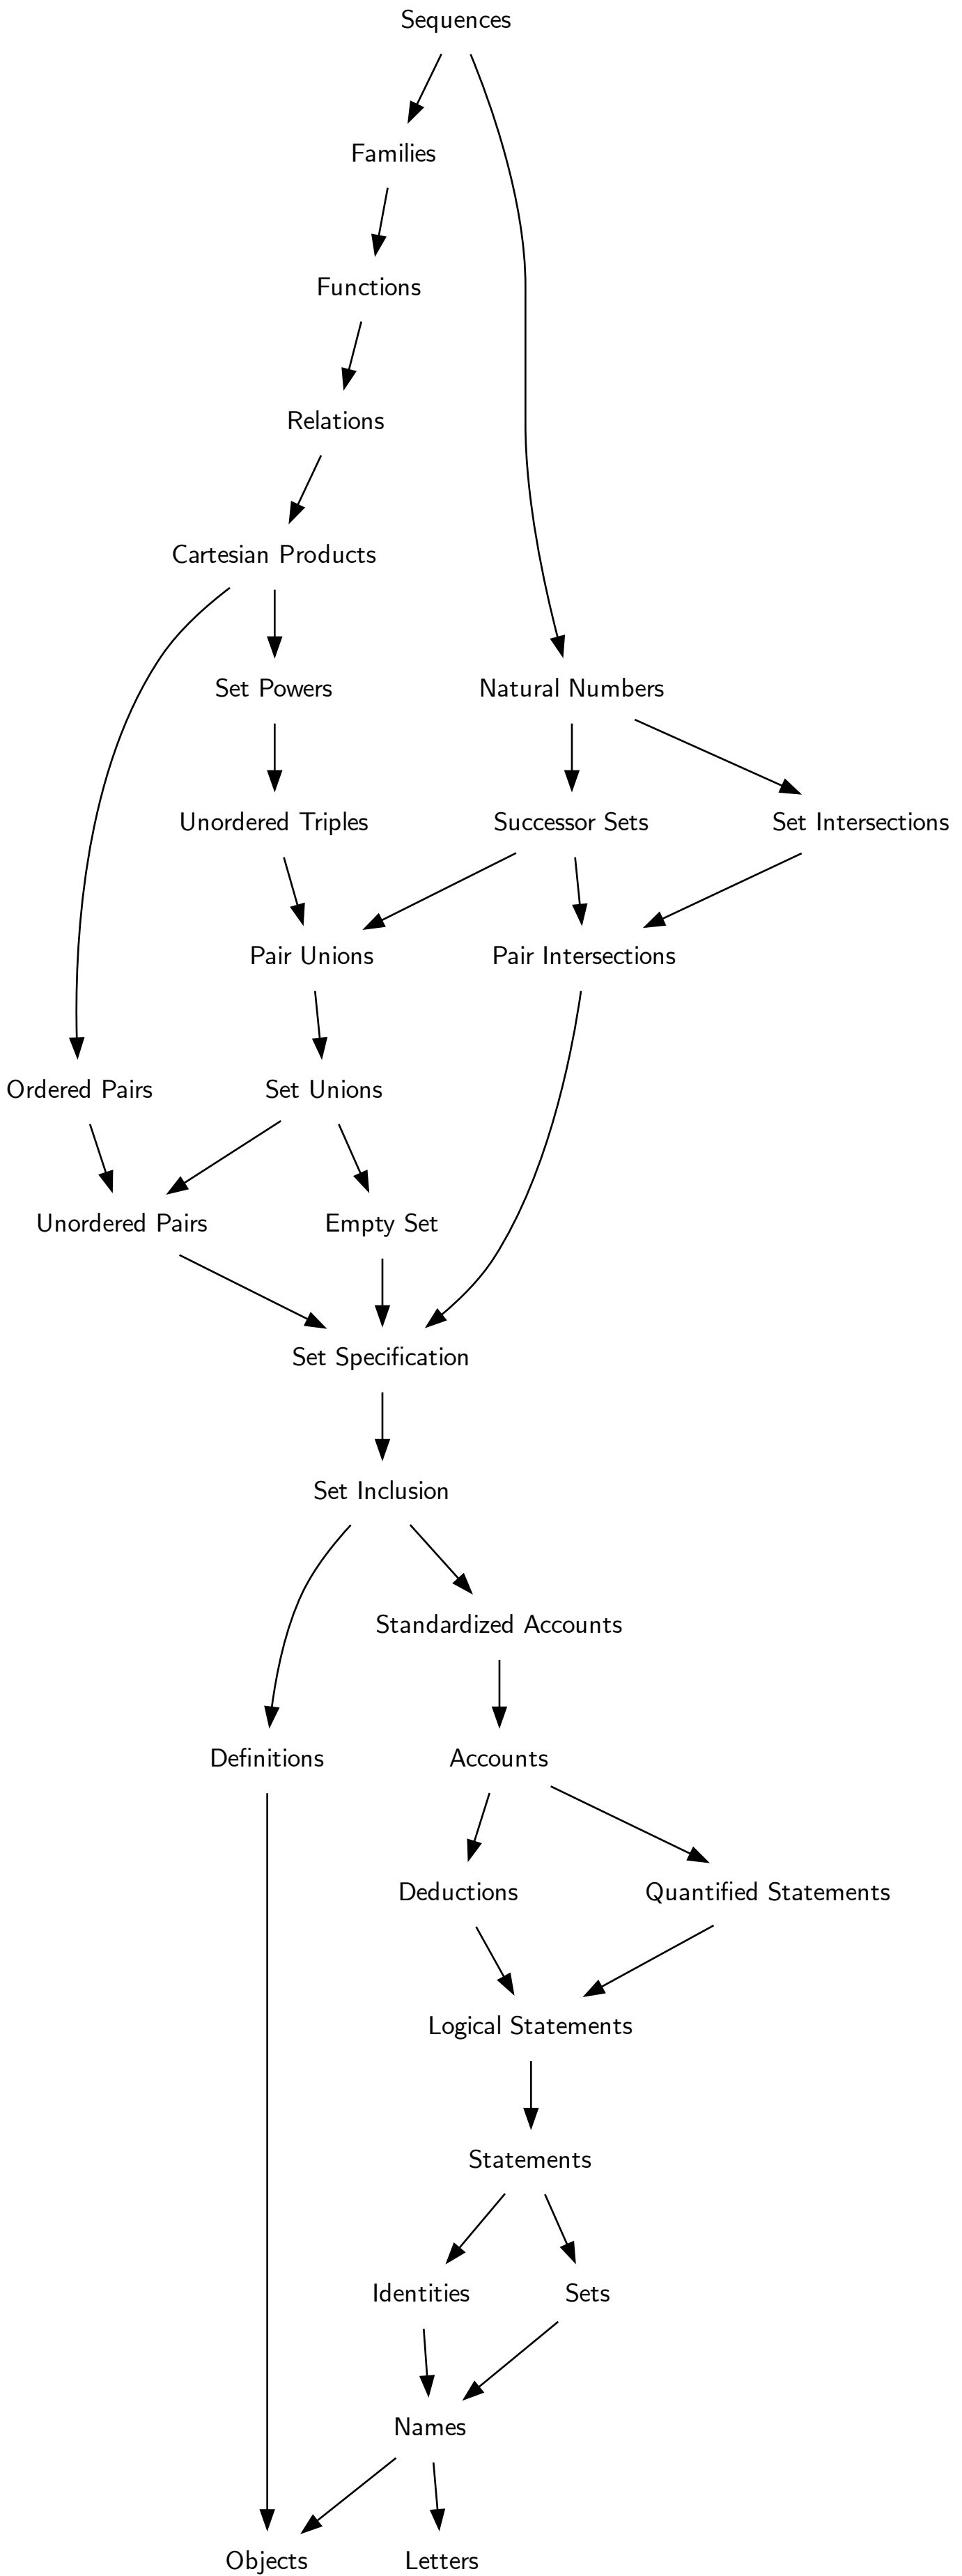 Sequences
Families
Functions
Relations
Cartesian Products
Set Powers
Natural Numbers
Unordered Triples
Successor Sets
Set Intersections
Pair Unions
Pair Intersections
Ordered Pairs
Set Unions
Unordered Pairs
Empty Set
Set Specification
Set Inclusion
Standardized Accounts
Definitions
Accounts
Deductions
Quantified Statements
Logical Statements
Statements
Identities
Sets
Names
Objects
Letters